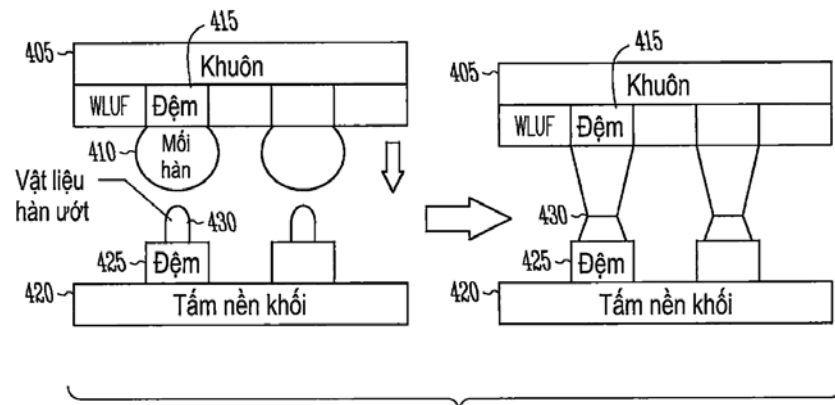 415
405
Khuôn
WLUF
Đệm
410
Mối
hàn
Vật liệu
hàn ướt
430
425
Đệm
420
Tấm nền khối
415
405
Khuôn
WLUF
Đệm
430
425
Đệm
420
Tấm nền khối